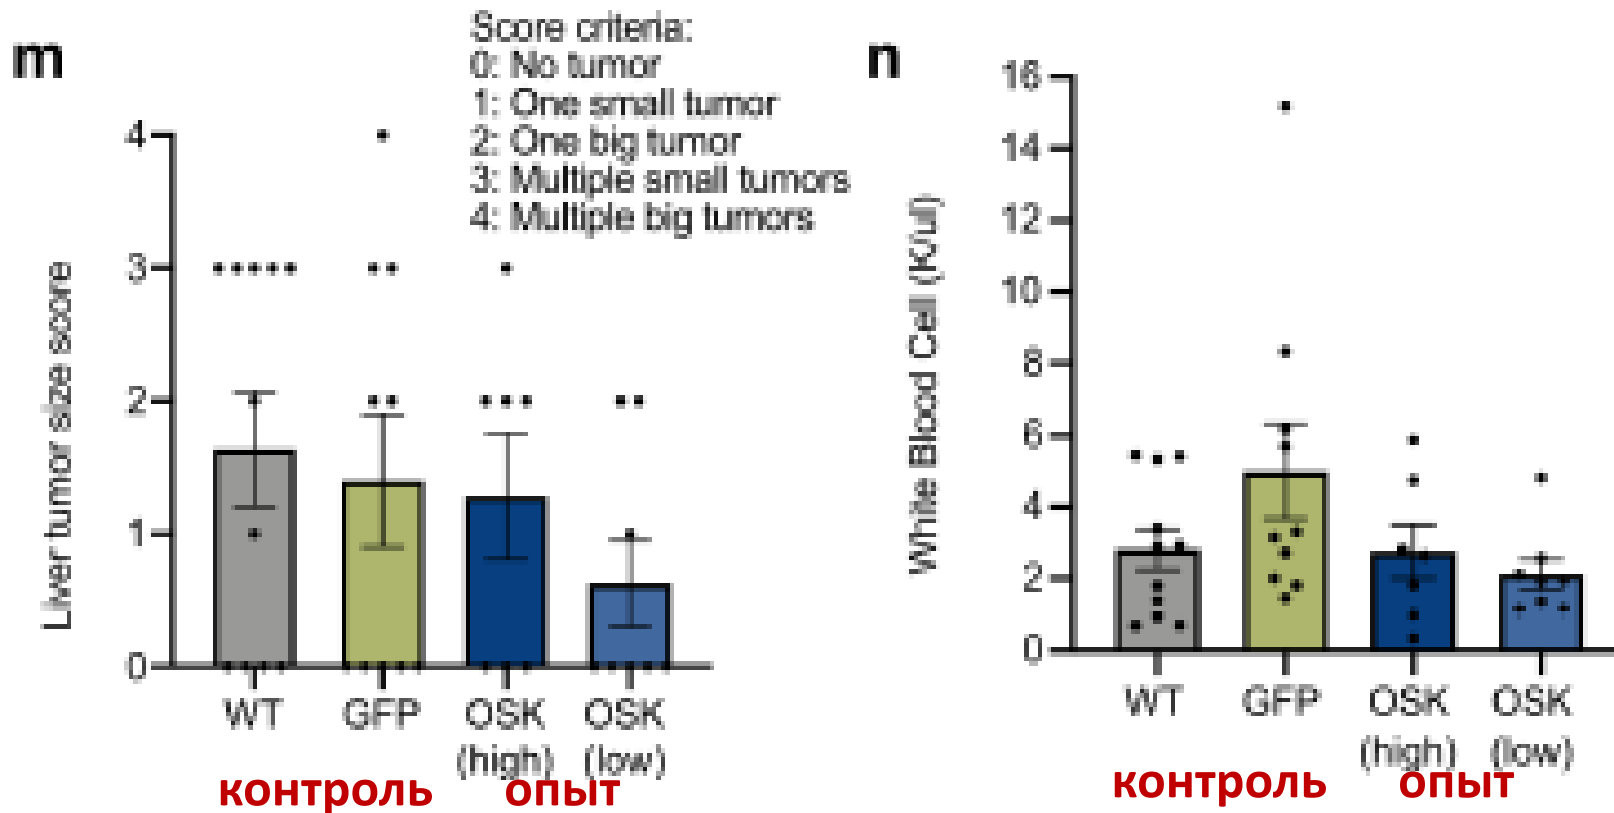 m
Score criteria:
0: No tumor
1: One small tumor
2: One big tumor
3: Multiple small tumors
4: Multiple big tumors
Liver tumor size score
4
3
2
1
0
WT GFP OSK (high) OSK (low)
контроль опыт
n
White Blood Cell (K/ul)
16
14
12
10
8
6
4
2
0
WT GFP OSK (high) OSK (low)
контроль опыт